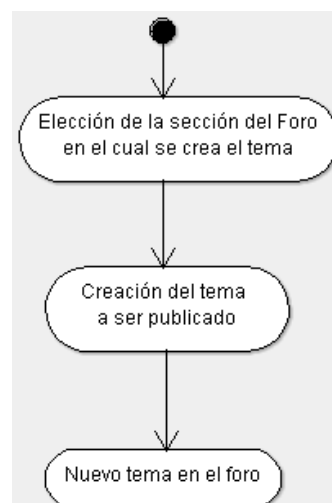 Elección de la sección del Foro
en el cual se crea el tema
Creación del tema
a ser publicado
Nuevo tema en el foro